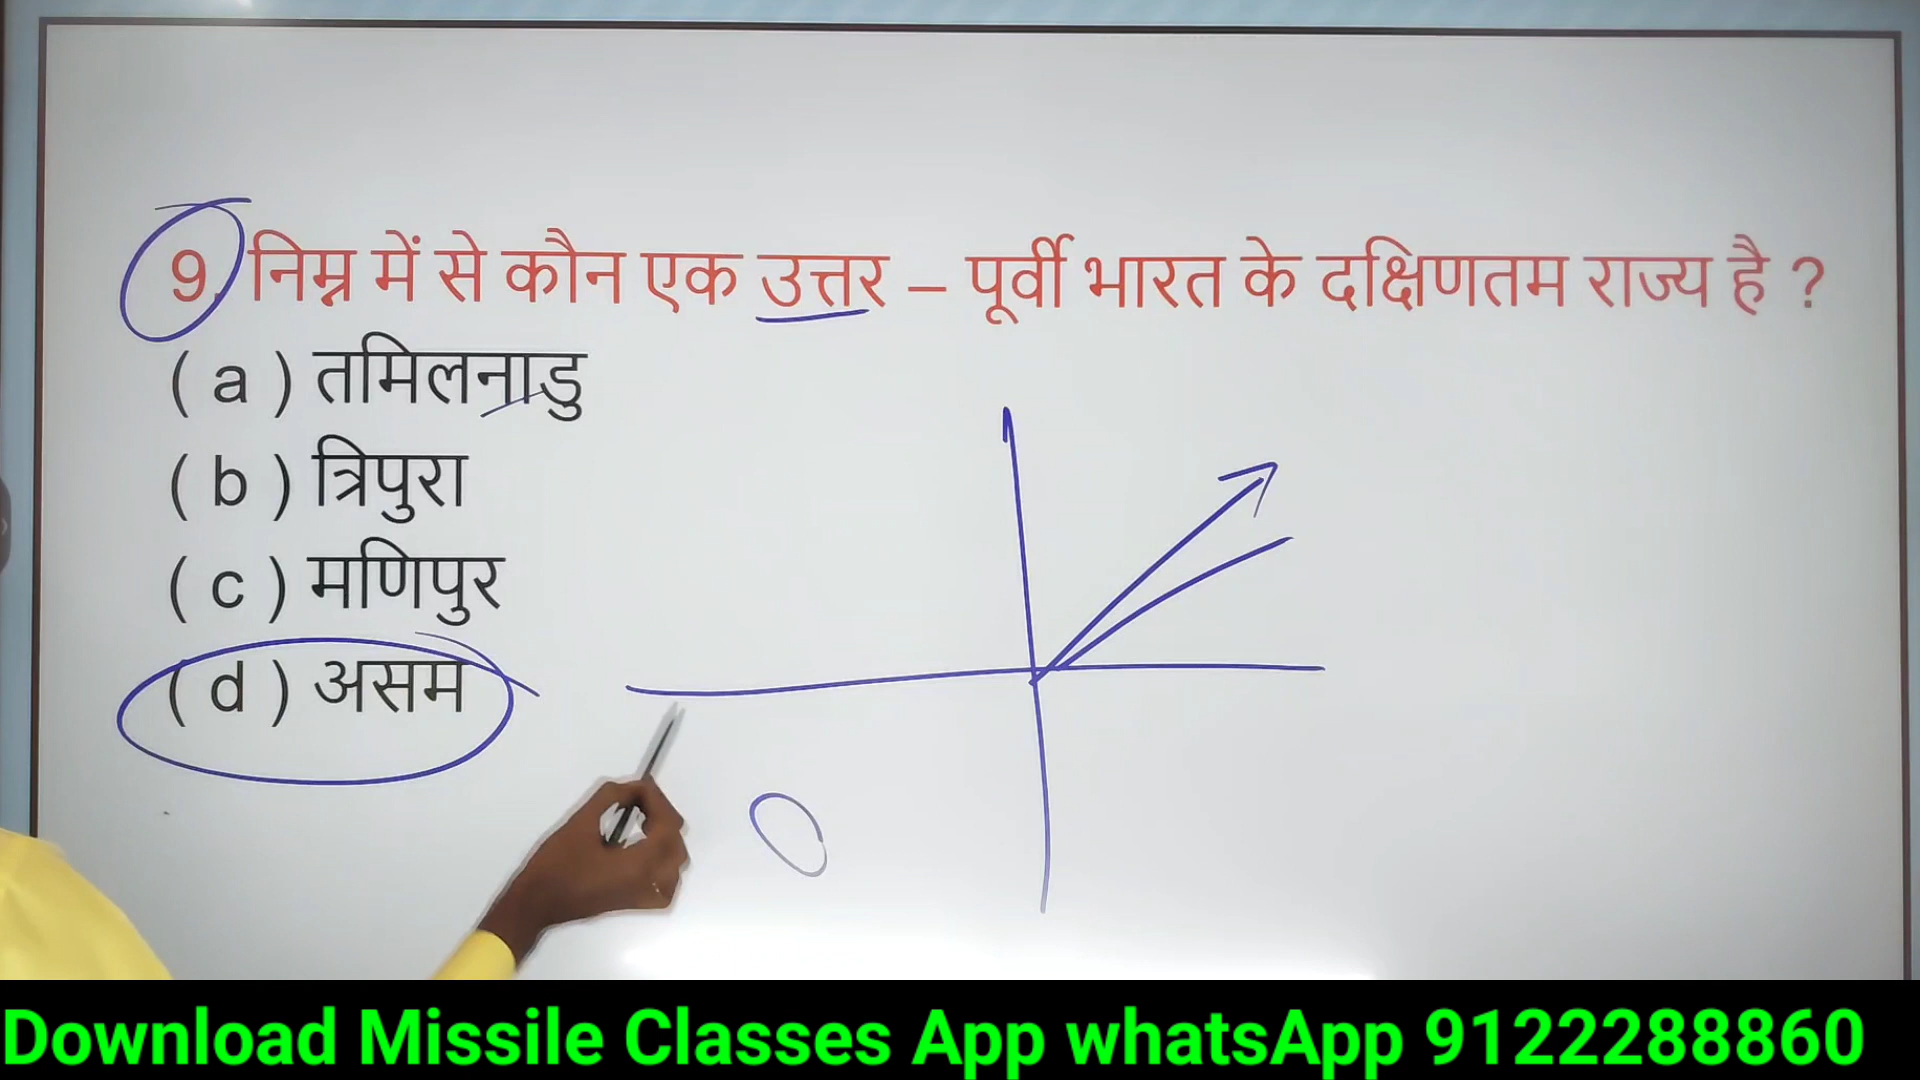 9. निम्न में से कौन एक उत्तर – पूर्वी भारत के दक्षिणतम राज्य है ?
( a ) तमिलनाडु
( b ) त्रिपुरा
( c ) मणिपुर
( d ) असम
Download Missile Classes App whatsApp 9122288860